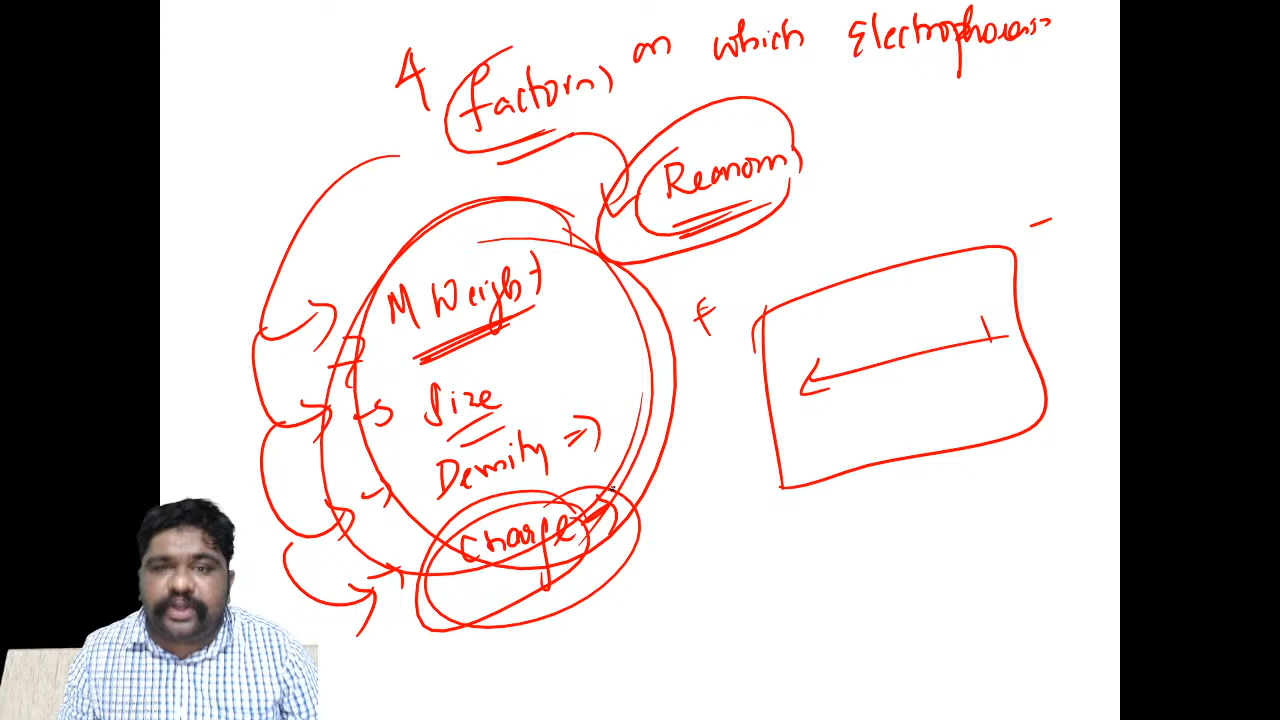 4 factors on which Electrophoresis
Reasons
M Weight
Size
Density =>
Charge
+
-